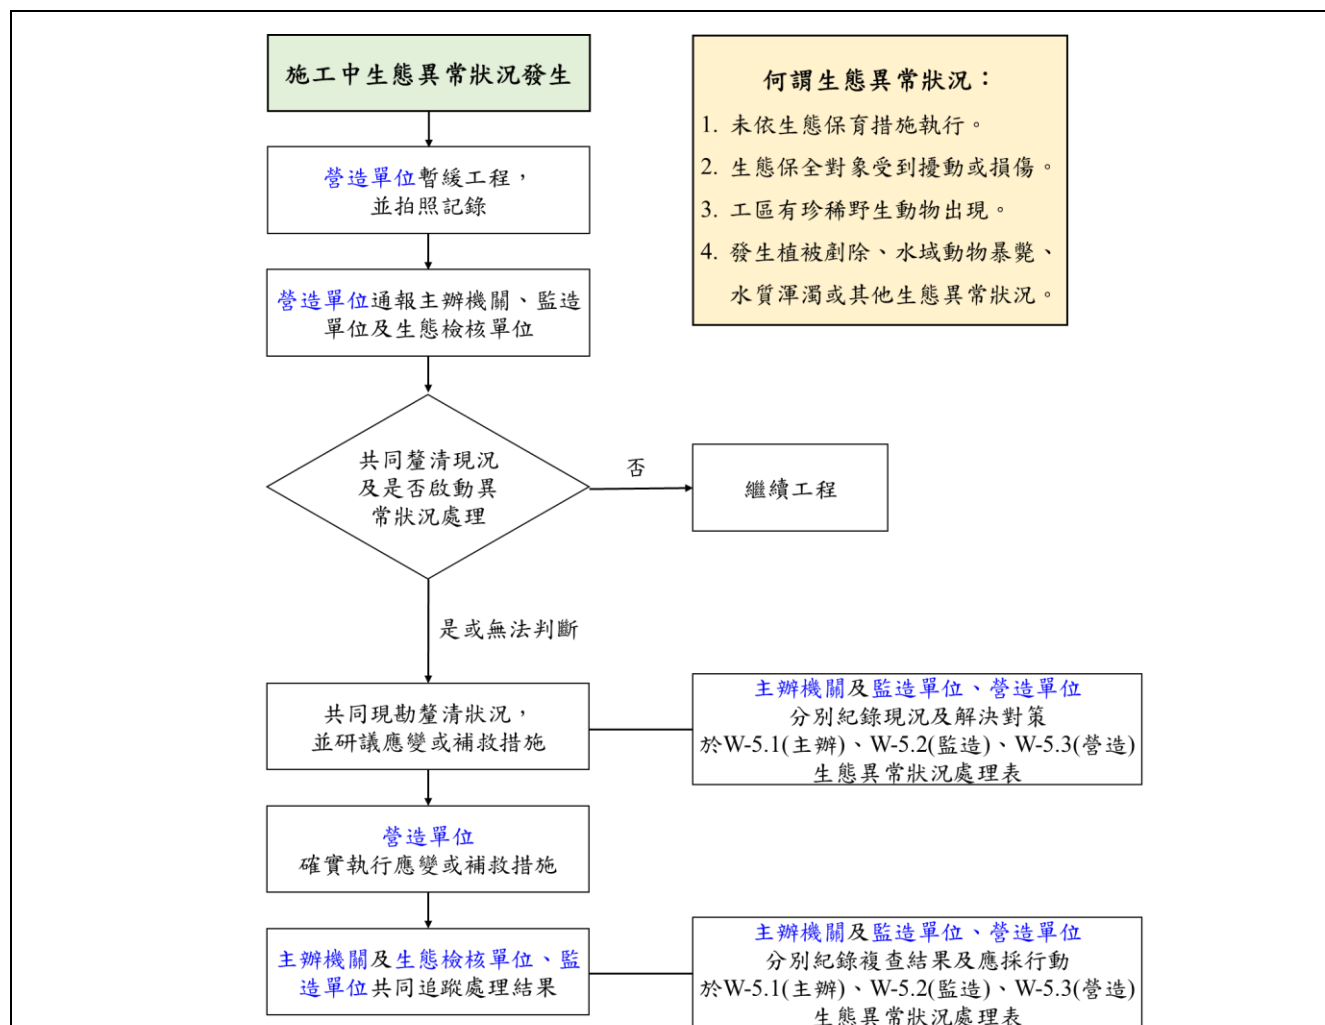 施工中生態異常狀況發生
何謂生態異常狀況：
1. 未依生態保育措施執行。
2. 生態保全對象受到擾動或損傷。
3. 工區有珍稀野生動物出現。
4. 發生植被剷除、水域動物暴斃、
水質渾濁或其他生態異常狀況。
營造單位暫緩工程，
並拍照記錄
營造單位通報主辦機關、監造
單位及生態檢核單位
共同釐清現況
及是否啟動異
常狀況處理
否
繼續工程
是或無法判斷
共同現勘釐清狀況，
並研議應變或補救措施
主辦機關及監造單位、營造單位
分別紀錄現況及解決對策
於W-5.1(主辦)、W-5.2(監造)、W-5.3(營造)
生態異常狀況處理表
營造單位
確實執行應變或補救措施
主辦機關及生態檢核單位、監
造單位共同追蹤處理結果
主辦機關及監造單位、營造單位
分別紀錄複查結果及應採行動
於W-5.1(主辦)、W-5.2(監造)、W-5.3(營造)
生態異常狀況處理表